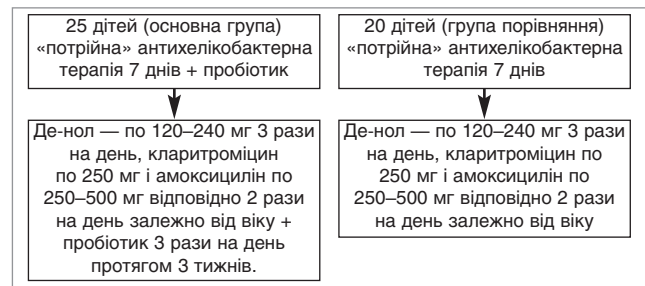 25 дітей (основна група)
«потрійна» антихелікобактерна
терапія 7 днів + пробіотик
20 дітей (група порівняння)
«потрійна» антихелікобактерна
терапія 7 днів
Де-нол — по 120–240 мг 3 рази
на день, кларитроміцин
по 250 мг і амоксицилін по
250–500 мг відповідно 2 рази
на день залежно від віку +
пробіотик 3 рази на день
протягом 3 тижнів.
Де-нол — по 120–240 мг 3 рази
на день, кларитроміцин по
250 мг і амоксицилін по
250–500 мг відповідно 2 рази
на день залежно від віку